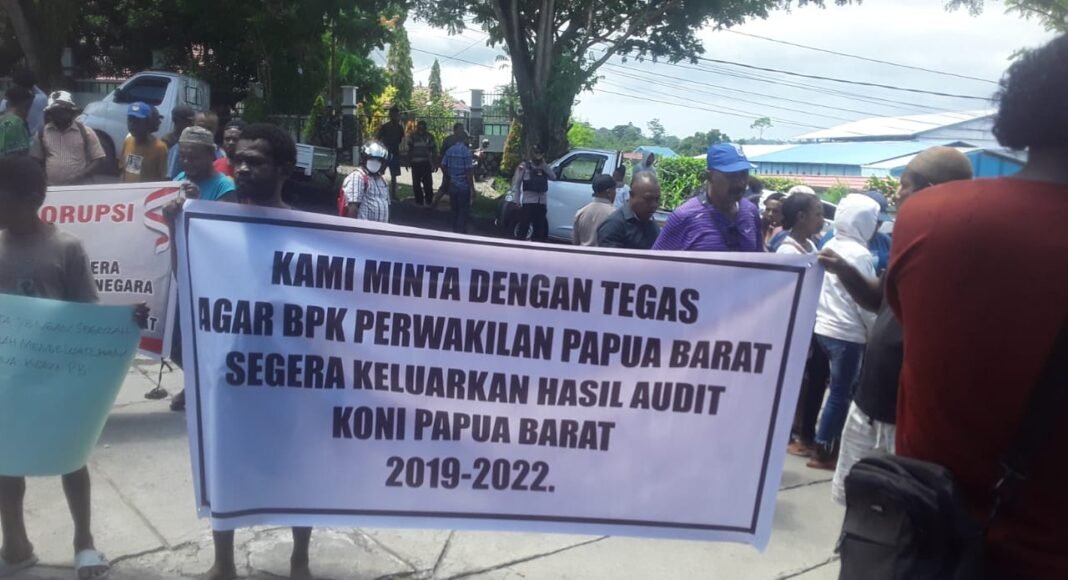 KAMI MINTA DENGAN TEGAS
AGAR BPK PERWAKILAN PAPUA BARAT
SEGERA KELUARKAN HASIL AUDIT
KONI PAPUA BARAT
2019-2022.
ORUPSI
ERA
NEGARA